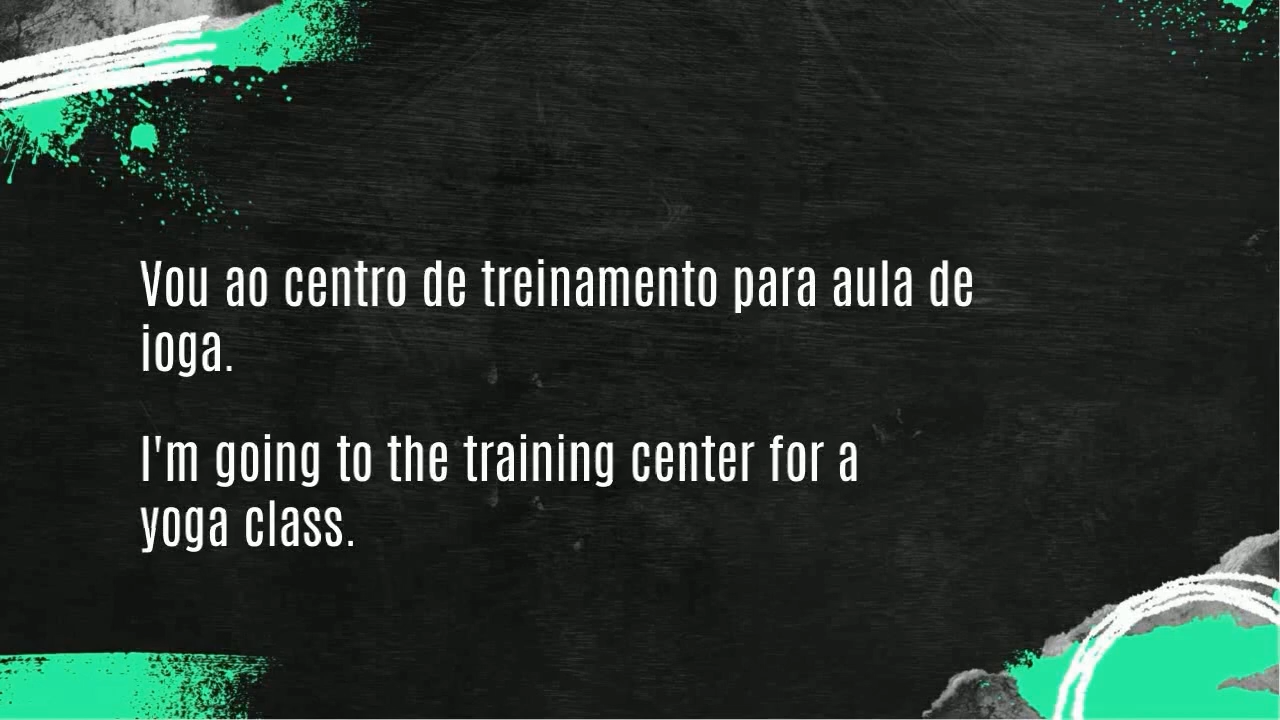 Vou ao centro de treinamento para aula de
ioga.
I'm going to the training center for a
yoga class.